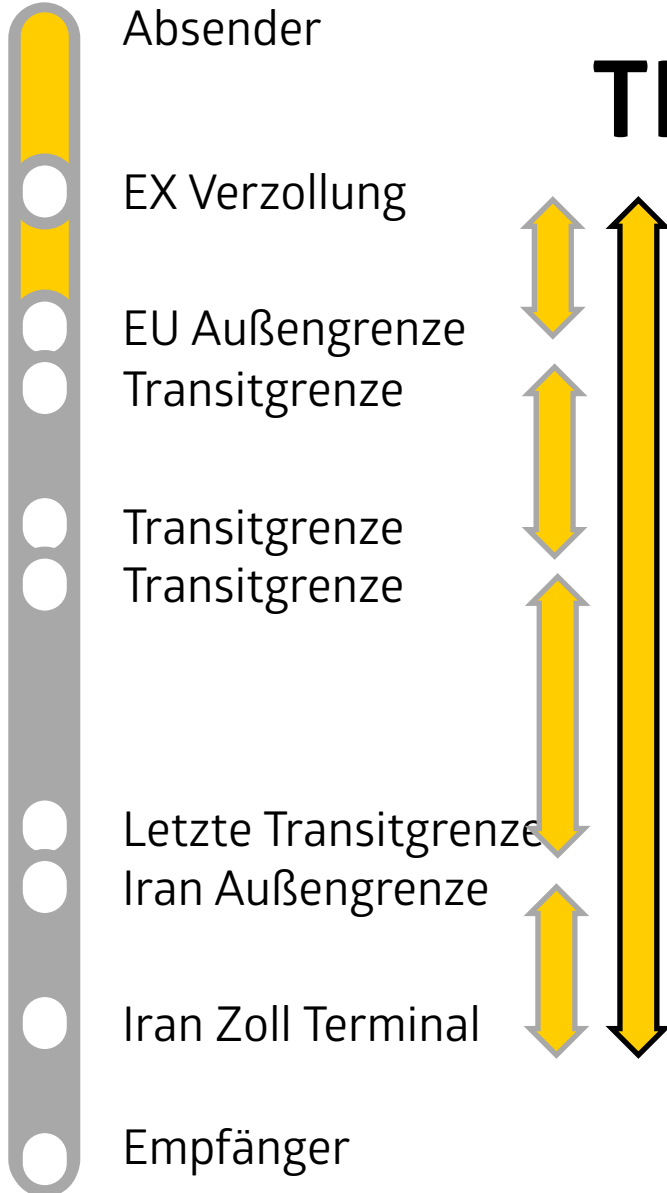 Absender
EX Verzollung
EU Außengrenze
Transitgrenze
Transitgrenze
Transitgrenze
Letzte Transitgrenze
Iran Außengrenze
Iran Zoll Terminal
Empfänger